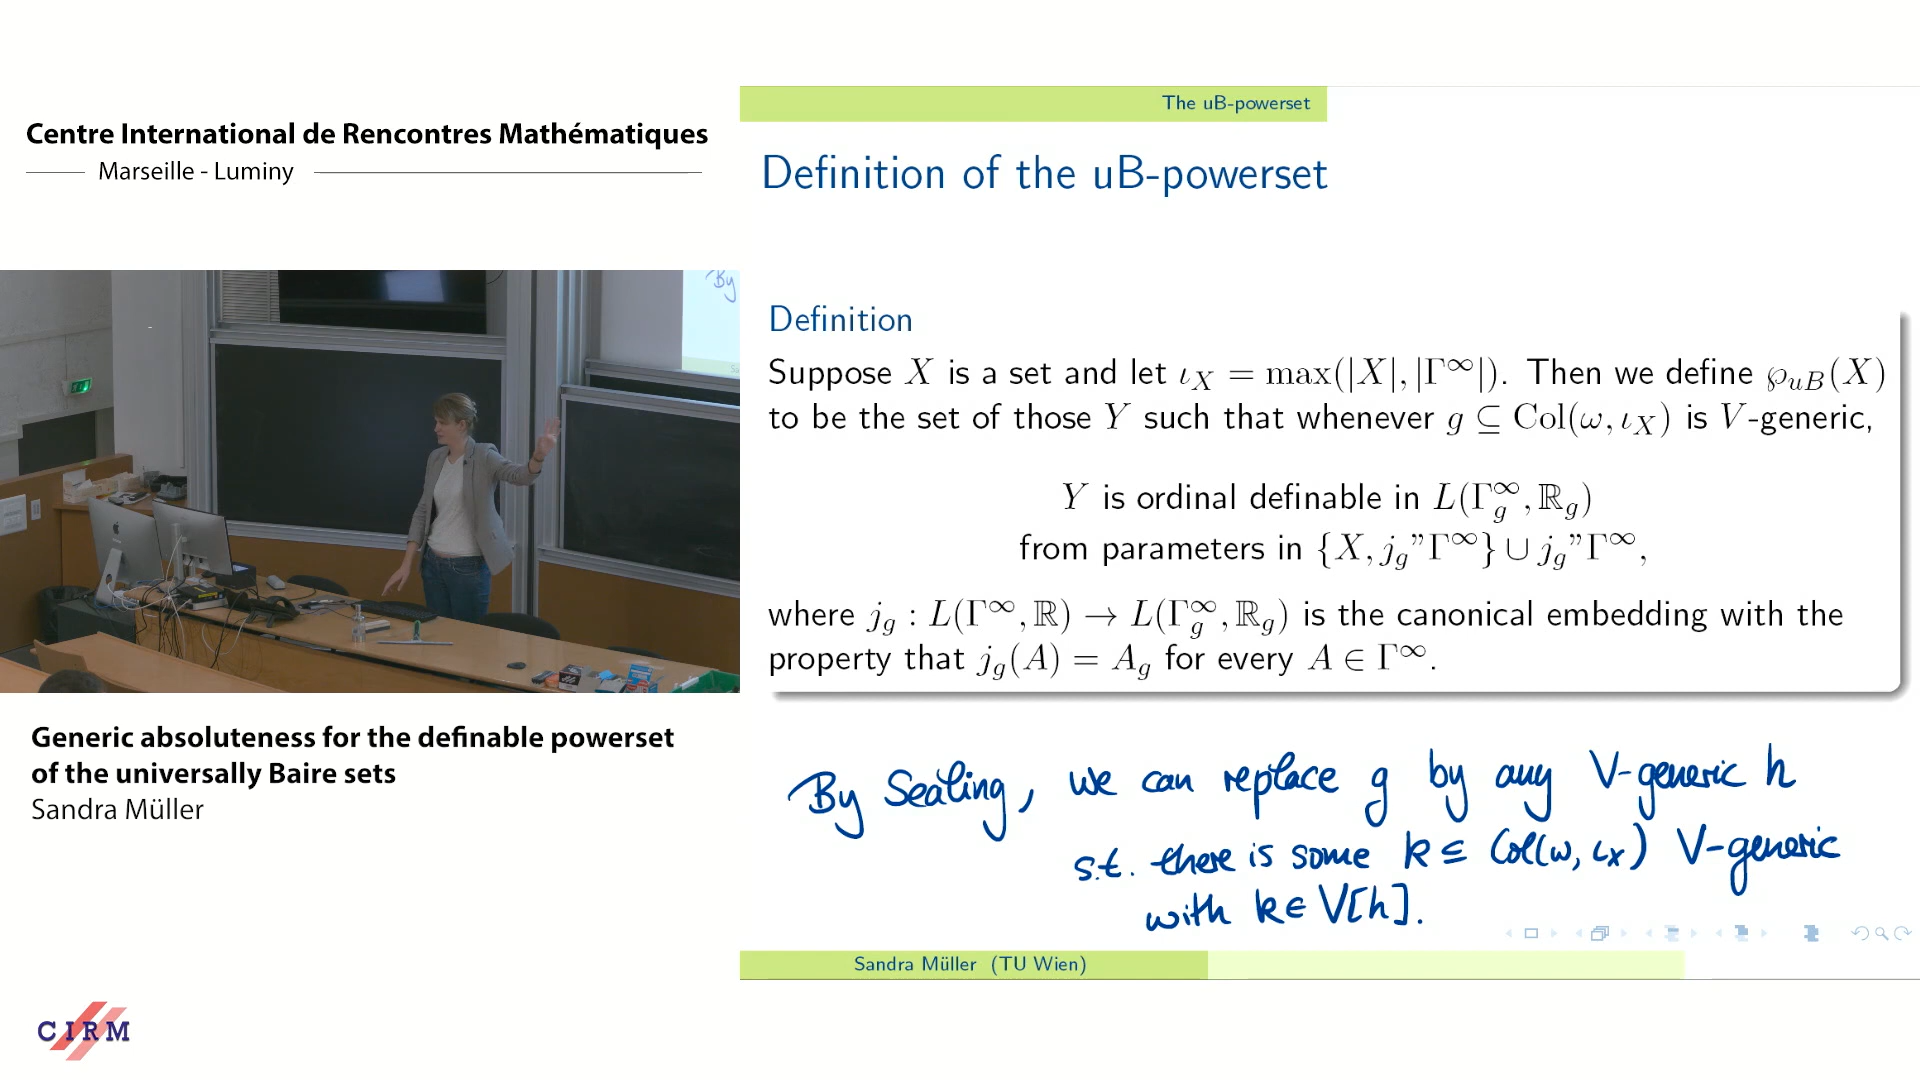 Centre International de Rencontres Mathématiques
Marseille - Luminy
By
Generic absoluteness for the definable powerset
of the universally Baire sets
Sandra Müller
CIRM
The uB-powerset
Definition of the uB-powerset
Definition
Suppose X is a set and let ι_X = max(|X|, |Γ^∞|). Then we define ℘_{uB}(X)
to be the set of those Y such that whenever g ⊆ Col(ω, ι_X) is V-generic,
Y is ordinal definable in L(Γ_g^∞, ℝ_g)
from parameters in {X, j_g”Γ^∞} ∪ j_g”Γ^∞,
where j_g : L(Γ^∞, ℝ) → L(Γ_g^∞, ℝ_g) is the canonical embedding with the
property that j_g(A) = A_g for every A ∈ Γ^∞.
By Sealing, we can replace g by any V-generic h
s.t. there is some k ⊆ Col(ω, ι_X) V-generic
with k ∈ V[h].
Sandra Müller (TU Wien)